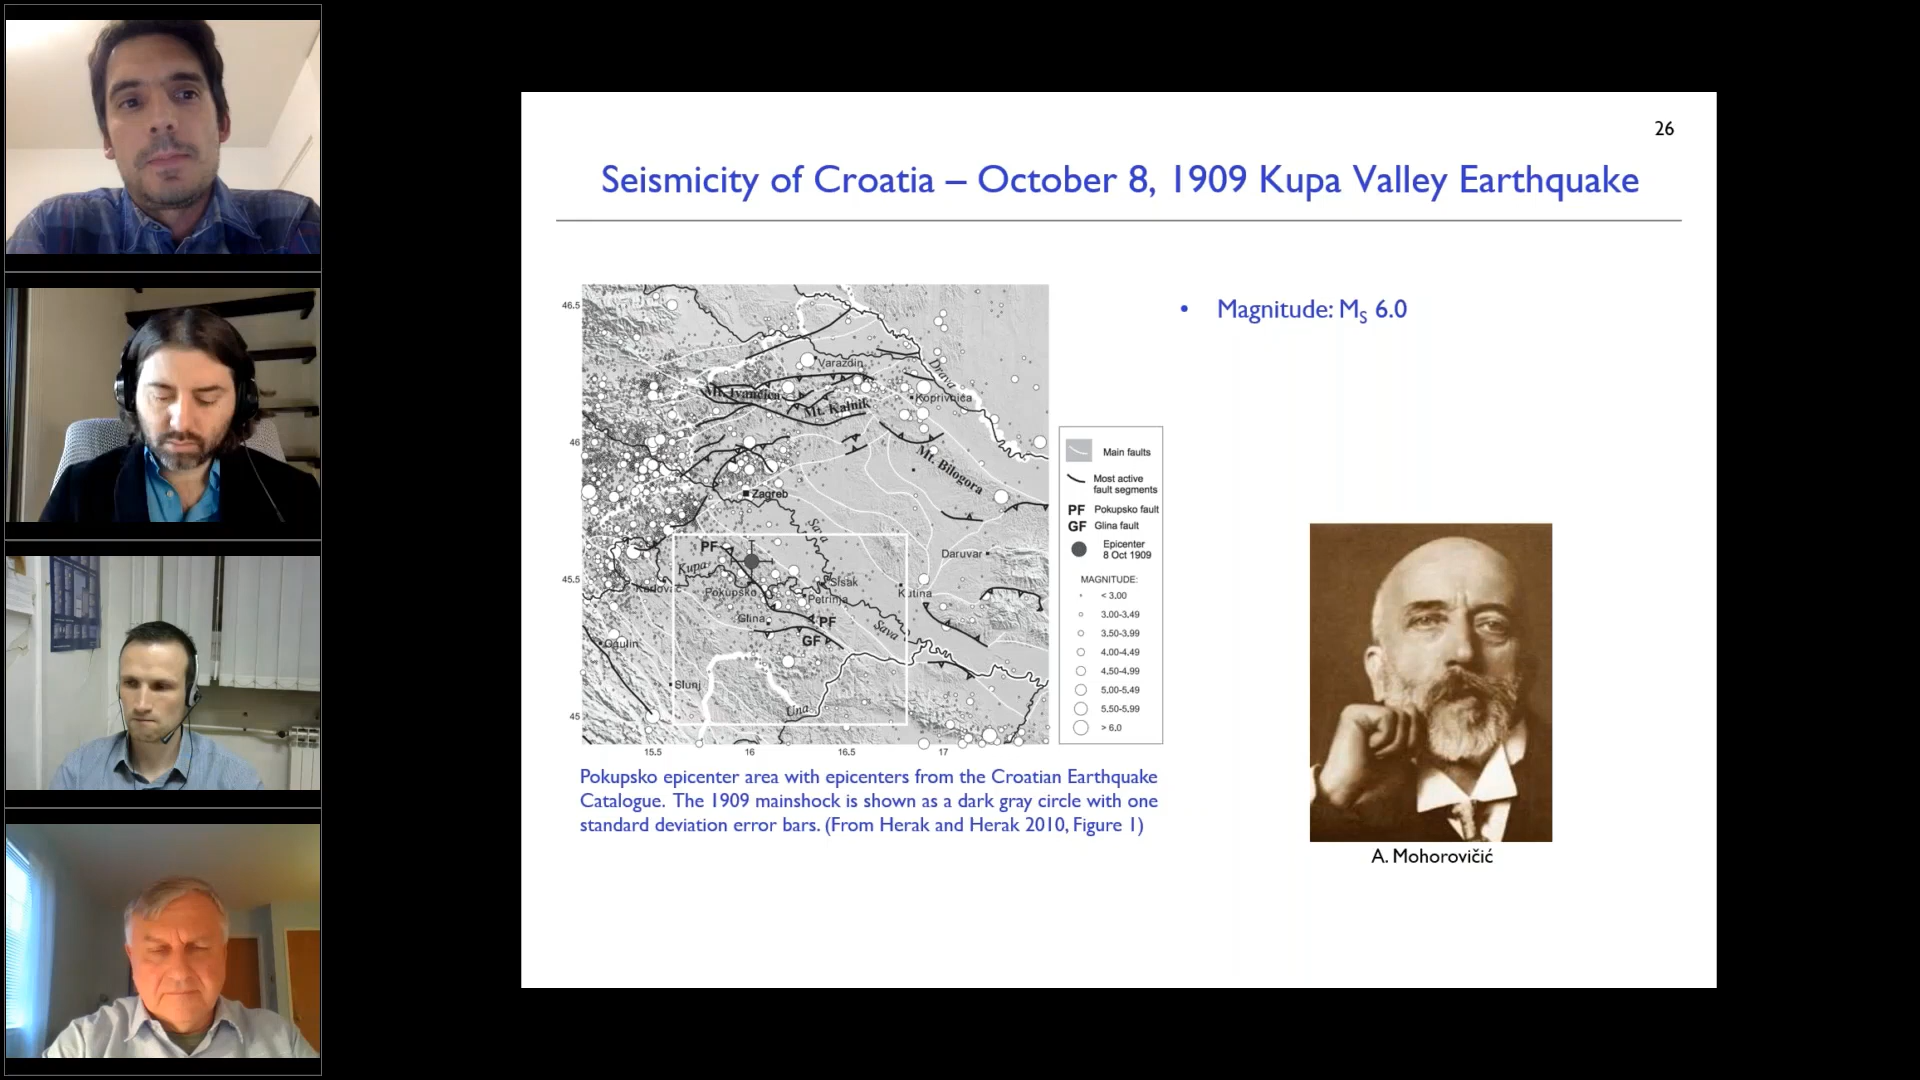 26
Seismicity of Croatia – October 8, 1909 Kupa Valley Earthquake
• Magnitude: MS 6.0
46.5
46
45.5
45
15.5
16
16.5
17
Varazdin
Drava
Mt. Ivanscica
Mt. Kalnik
Koprivnica
Mt. Bilogora
Zagreb
Sava
PF
Kupa
Daruvar
Karlovac
Pokupsko
Sisak
Petrinja
Kutina
Glina
PF
GF
Sava
Ogulin
Slunj
Una
Main faults
Most active
fault segments
PF Pokupsko fault
GF Glina fault
Epicenter
8 Oct 1909
MAGNITUDE:
< 3.00
3.00-3.49
3.50-3.99
4.00-4.49
4.50-4.99
5.00-5.49
5.50-5.99
> 6.0
Pokupsko epicenter area with epicenters from the Croatian Earthquake
Catalogue. The 1909 mainshock is shown as a dark gray circle with one
standard deviation error bars. (From Herak and Herak 2010, Figure 1)
A. Mohorovičić